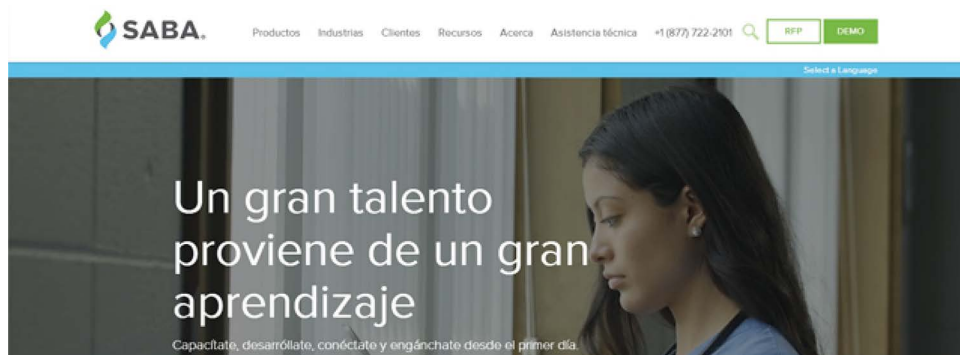 SABA.
Productos Industrias Clientes Recursos Acerca Asistencia técnica +1 (877) 722-2101 RFP DEMO
Select a Language
Un gran talento
proviene de un gran
aprendizaje
Capacítate, desarróllate, conéctate y engánchate desde el primer día.